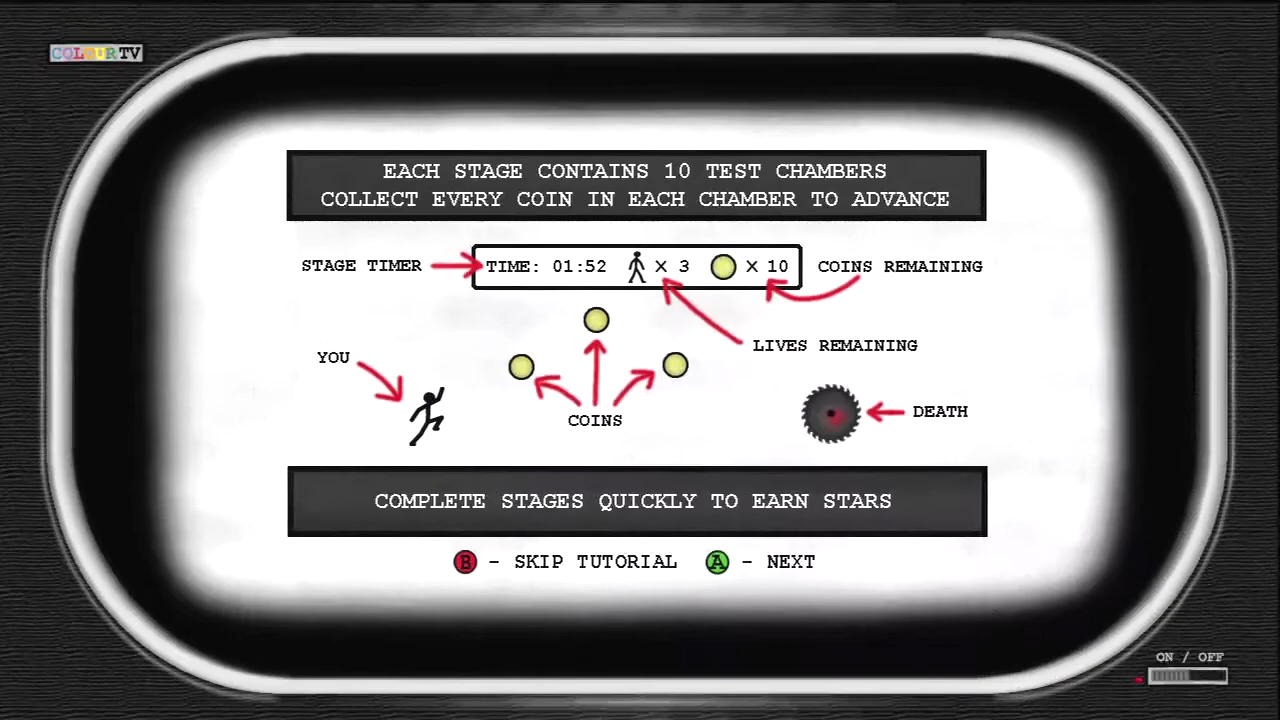 COLOURTV
EACH STAGE CONTAINS 10 TEST CHAMBERS
COLLECT EVERY COIN IN EACH CHAMBER TO ADVANCE
STAGE TIMER
TIME: 01:52 X 3 X 10
COINS REMAINING
LIVES REMAINING
YOU
COINS
DEATH
COMPLETE STAGES QUICKLY TO EARN STARS
B - SKIP TUTORIAL A - NEXT
ON / OFF